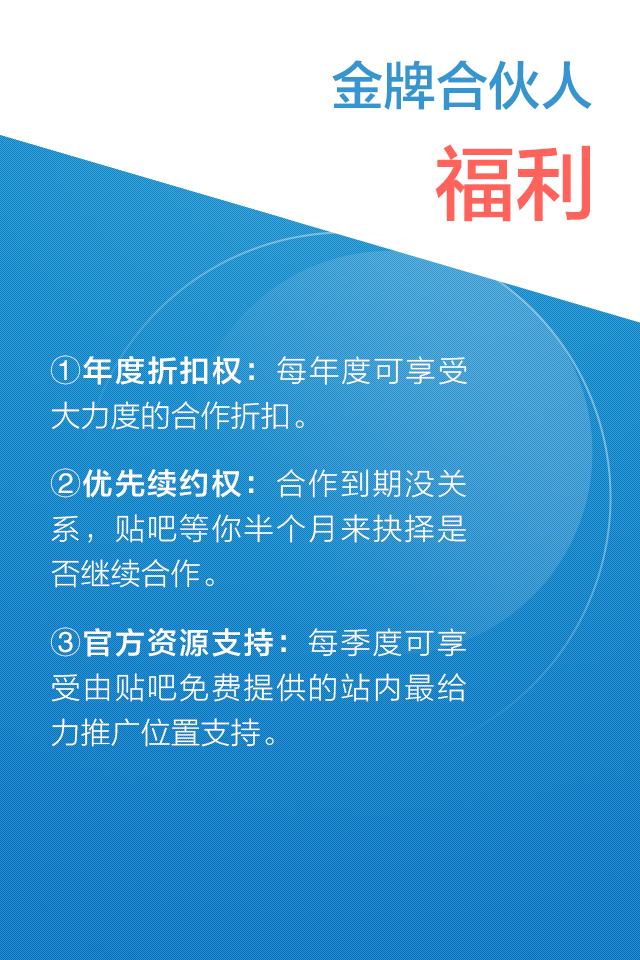 金牌合伙人
福利
①年度折扣权：每年度可享受
大力度的合作折扣。
②优先续约权：合作到期没关
系，贴吧等你半个月来抉择是
否继续合作。
③官方资源支持：每季度可享
受由贴吧免费提供的站内最给
力推广位置支持。